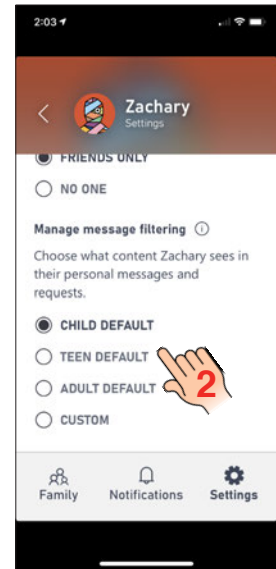 2:03
Zachary
Settings
FRIENDS ONLY
NO ONE
Manage message filtering
Choose what content Zachary sees in
their personal messages and
requests.
CHILD DEFAULT
TEEN DEFAULT
ADULT DEFAULT
2
CUSTOM
Family Notifications Settings